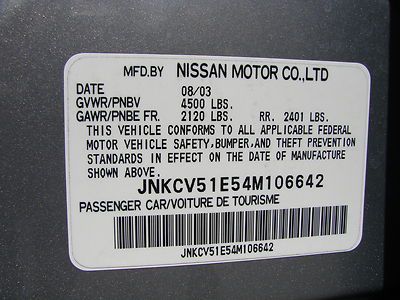 MFD.BY NISSAN MOTOR CO.,LTD
DATE 08/03
GVWR/PNBV 4500 LBS.
GAWR/PNBE FR. 2120 LBS. RR. 2401 LBS.
THIS VEHICLE CONFORMS TO ALL APPLICABLE FEDERAL
MOTOR VEHICLE SAFETY,BUMPER,AND THEFT PREVENTION
STANDARDS IN EFFECT ON THE DATE OF MANUFACTURE
SHOWN ABOVE.
JNKCV51E54M106642
PASSENGER CAR/VOITURE DE TOURISME
JNKCV51E54M106642